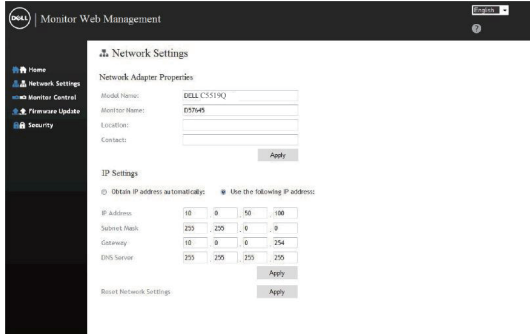 DELL
Monitor Web Management
English
?
Home
Network Settings
Monitor Control
Firmware Update
Security
Network Settings
Network Adapter Properties
Model Name: DELL C5519Q
Monitor Name: D57645
Location:
Contact:
Apply
IP Settings
Obtain IP address automatically: Use the following IP address:
IP Address 10 . 0 . 50 . 100
Subnet Mask 255 . 255 . 0 . 0
Gateway 10 . 0 . 0 . 254
DNS Server 255 . 255 . 255 . 255
Apply
Reset Network Settings Apply